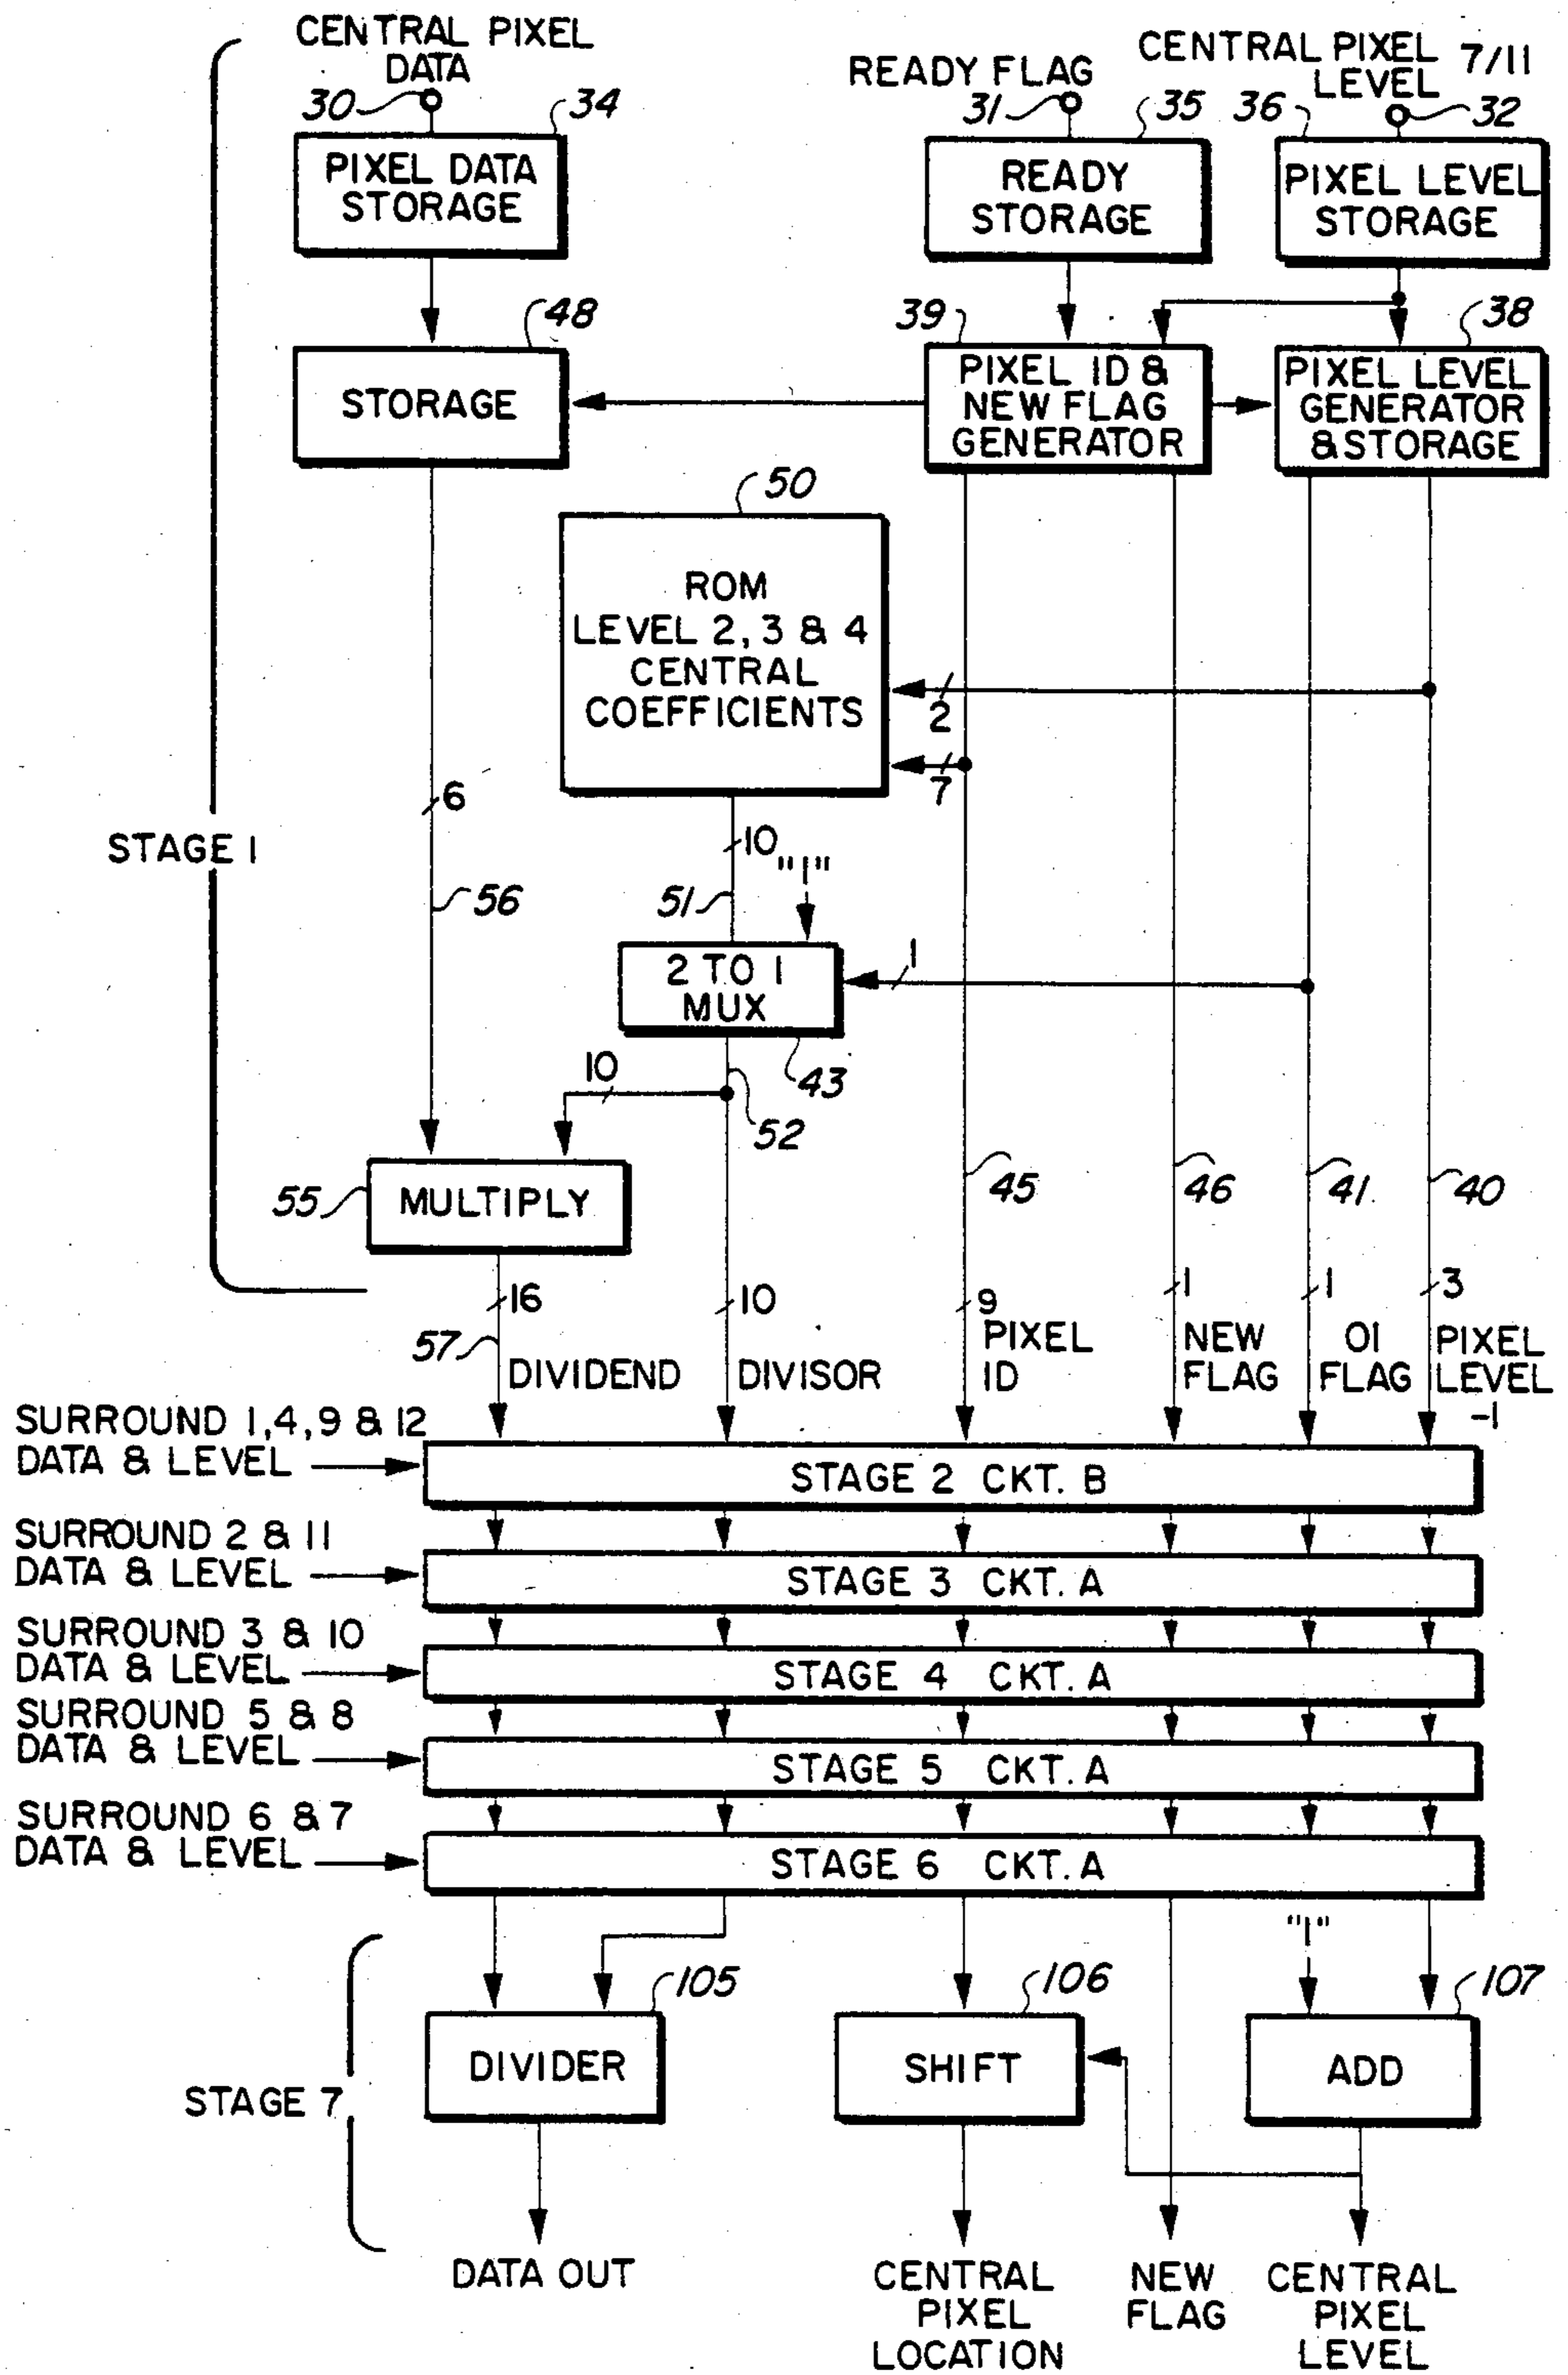 CENTRAL PIXEL
DATA
READY FLAG
CENTRAL PIXEL
LEVEL
7/11
30
34
31
35
36
32
PIXEL DATA
STORAGE
READY
STORAGE
PIXEL LEVEL
STORAGE
48
39
38
STORAGE
PIXEL ID &
NEW FLAG
GENERATOR
PIXEL LEVEL
GENERATOR
& STORAGE
50
ROM
LEVEL 2, 3 & 4
CENTRAL
COEFFICIENTS
2
7
6
STAGE 1
10
"1"
56
51
2 TO 1
MUX
1
10
43
52
55
MULTIPLY
45
46
41
40
16
10
9
1
1
3
57
DIVIDEND
DIVISOR
PIXEL
ID
NEW
FLAG
OI
FLAG
PIXEL
LEVEL
-1
SURROUND 1,4,9 & 12
DATA & LEVEL
STAGE 2 CKT. B
SURROUND 2 & 11
DATA & LEVEL
STAGE 3 CKT. A
SURROUND 3 & 10
DATA & LEVEL
STAGE 4 CKT. A
SURROUND 5 & 8
DATA & LEVEL
STAGE 5 CKT. A
SURROUND 6 & 7
DATA & LEVEL
STAGE 6 CKT. A
"1"
105
106
107
DIVIDER
SHIFT
ADD
STAGE 7
DATA OUT
CENTRAL
PIXEL
LOCATION
NEW
FLAG
CENTRAL
PIXEL
LEVEL